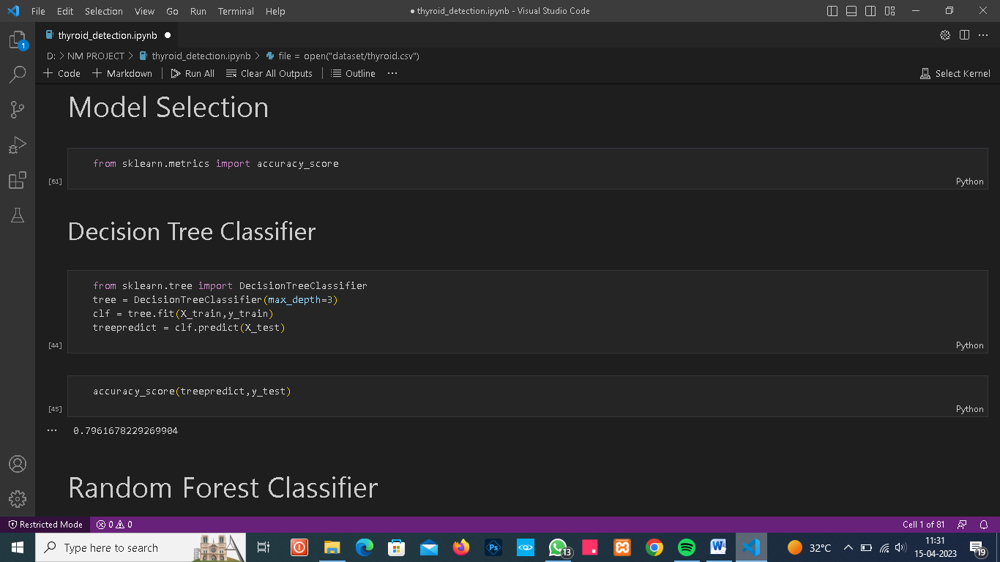 File Edit Selection View Go Run Terminal Help
● thyroid_detection.ipynb - Visual Studio Code
1
thyroid_detection.ipynb ●
D: > NM PROJECT > thyroid_detection.ipynb > file = open("dataset/thyroid.csv")
+ Code + Markdown | Run All Clear All Outputs | Outline ... Select Kernel
Model Selection
from sklearn.metrics import accuracy_score
[61] Python
Decision Tree Classifier
from sklearn.tree import DecisionTreeClassifier
tree = DecisionTreeClassifier(max_depth=3)
clf = tree.fit(X_train,y_train)
treepredict = clf.predict(X_test)
[44] Python
accuracy_score(treepredict,y_test)
[45] Python
... 0.7961678229269904
Random Forest Classifier
Restricted Mode 0 0 Cell 1 of 81
Type here to search
Ps
13
W
32°C
11:31
15-04-2023
19